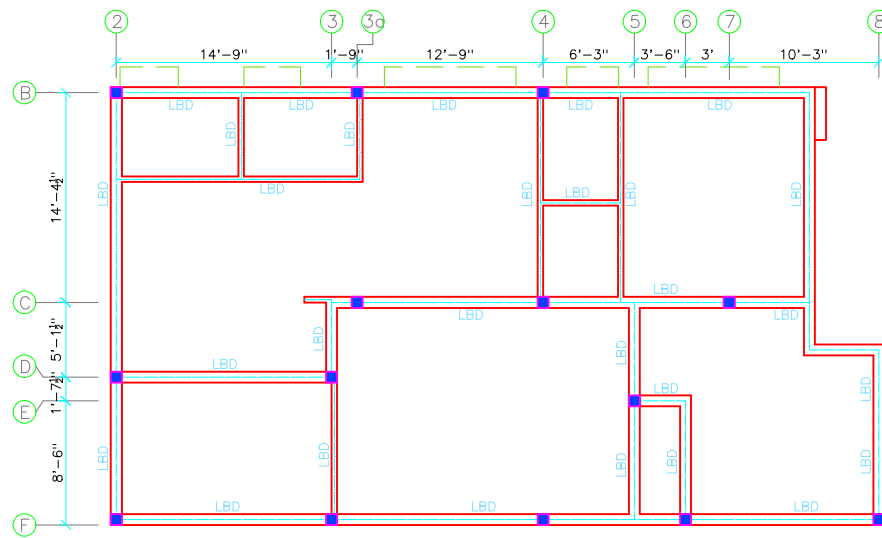 2 3 3a 4 5 6 7 8
14'-9" 1'-9" 12'-9" 6'-3" 3'-6" 3' 10'-3"
B
LBD LBD LBD LBD LBD
LBD LBD LBD LBD
14'-4½" LBD LBD LBD LBD LBD
LBD LBD
LBD
C
LBD LBD
5'-1½" LBD LBD
D LBD
1'-7½" LBD LBD
E
8'-6" LBD LBD LBD LBD
LBD LBD LBD
F